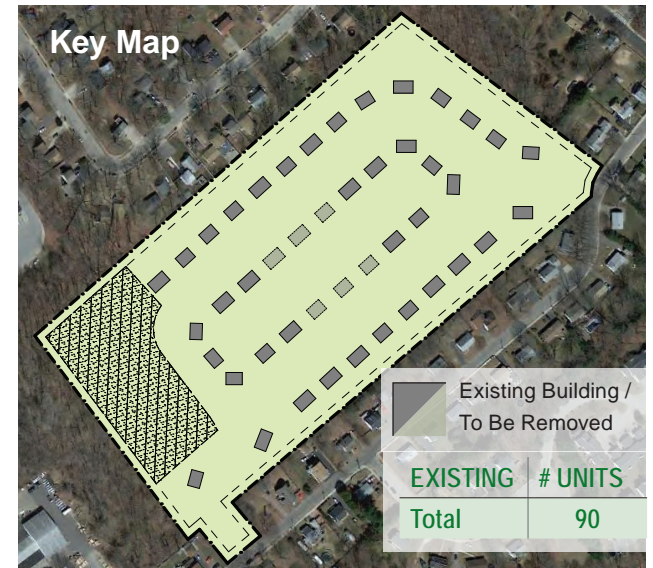 Key Map
Existing Building /
To Be Removed
EXISTING # UNITS
Total 90